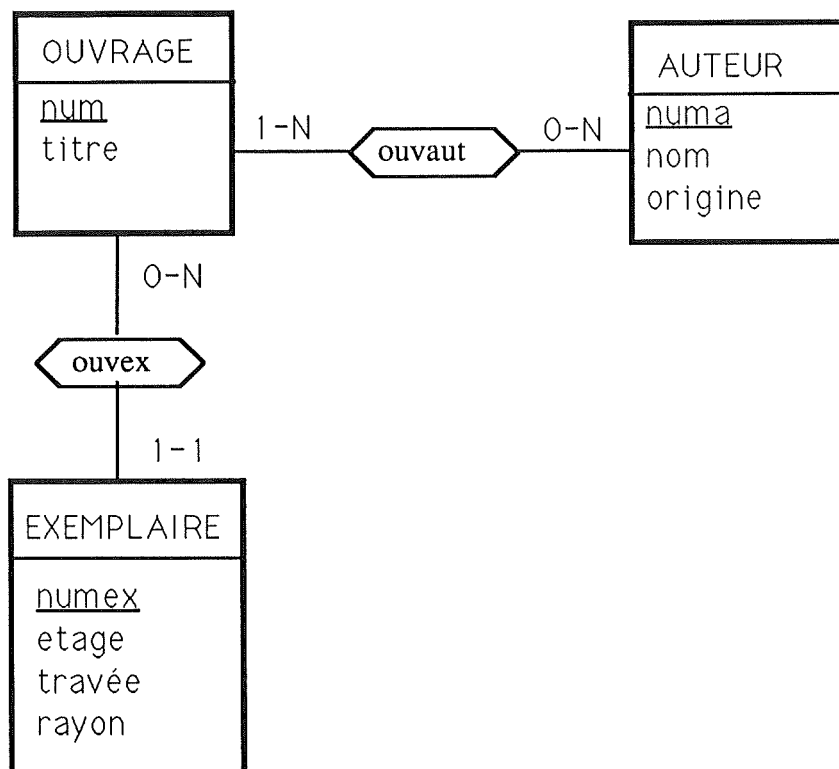 OUVRAGE
num
titre
1-N
ouvaut
0-N
AUTEUR
numa
nom
origine
0-N
ouvex
1-1
EXEMPLAIRE
numex
etage
travée
rayon